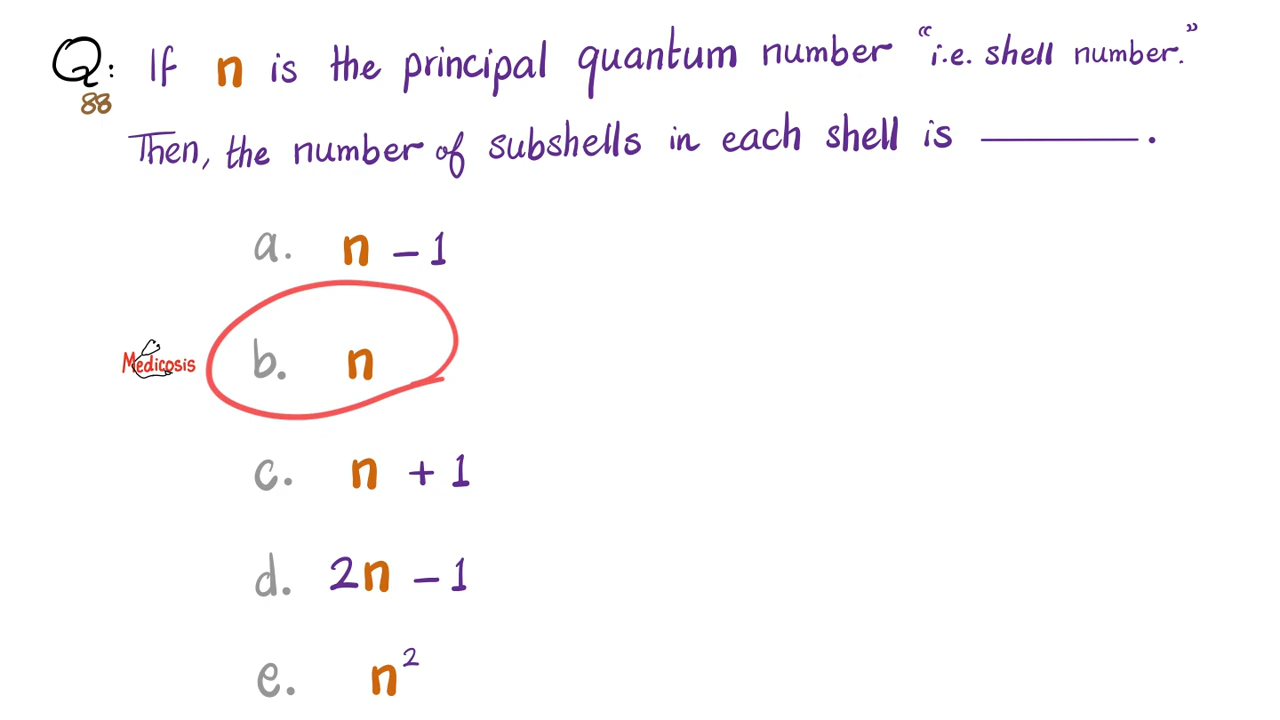 Q: If n is the principal quantum number "i.e. shell number."
88
Then, the number of subshells in each shell is ______.
a. n - 1
Medicosis
b. n
c. n + 1
d. 2n - 1
e. n²